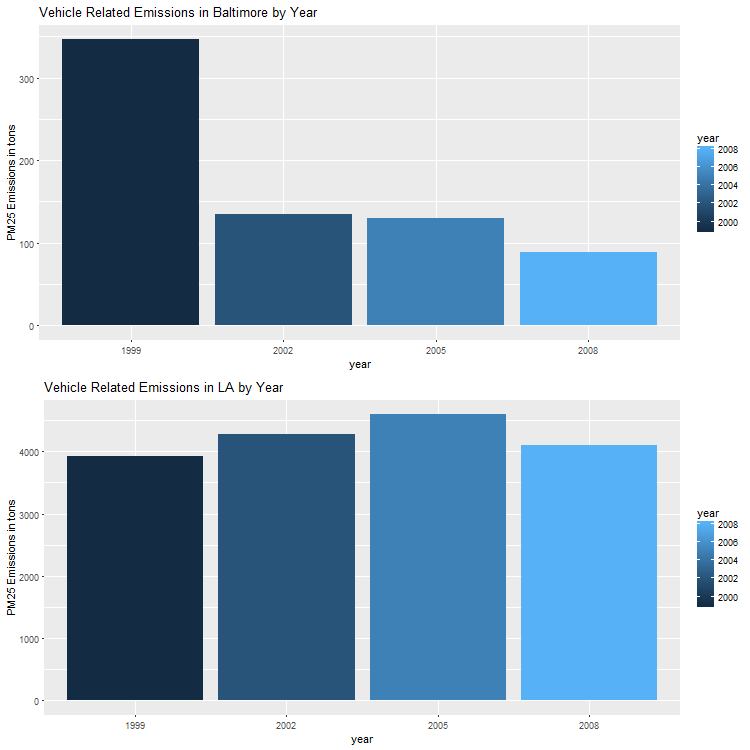 Vehicle Related Emissions in Baltimore by Year
PM25 Emissions in tons
300
200
100
0
1999 2002 2005 2008
year
year
2008
2006
2004
2002
2000
Vehicle Related Emissions in LA by Year
PM25 Emissions in tons
4000
3000
2000
1000
0
1999 2002 2005 2008
year
year
2008
2006
2004
2002
2000